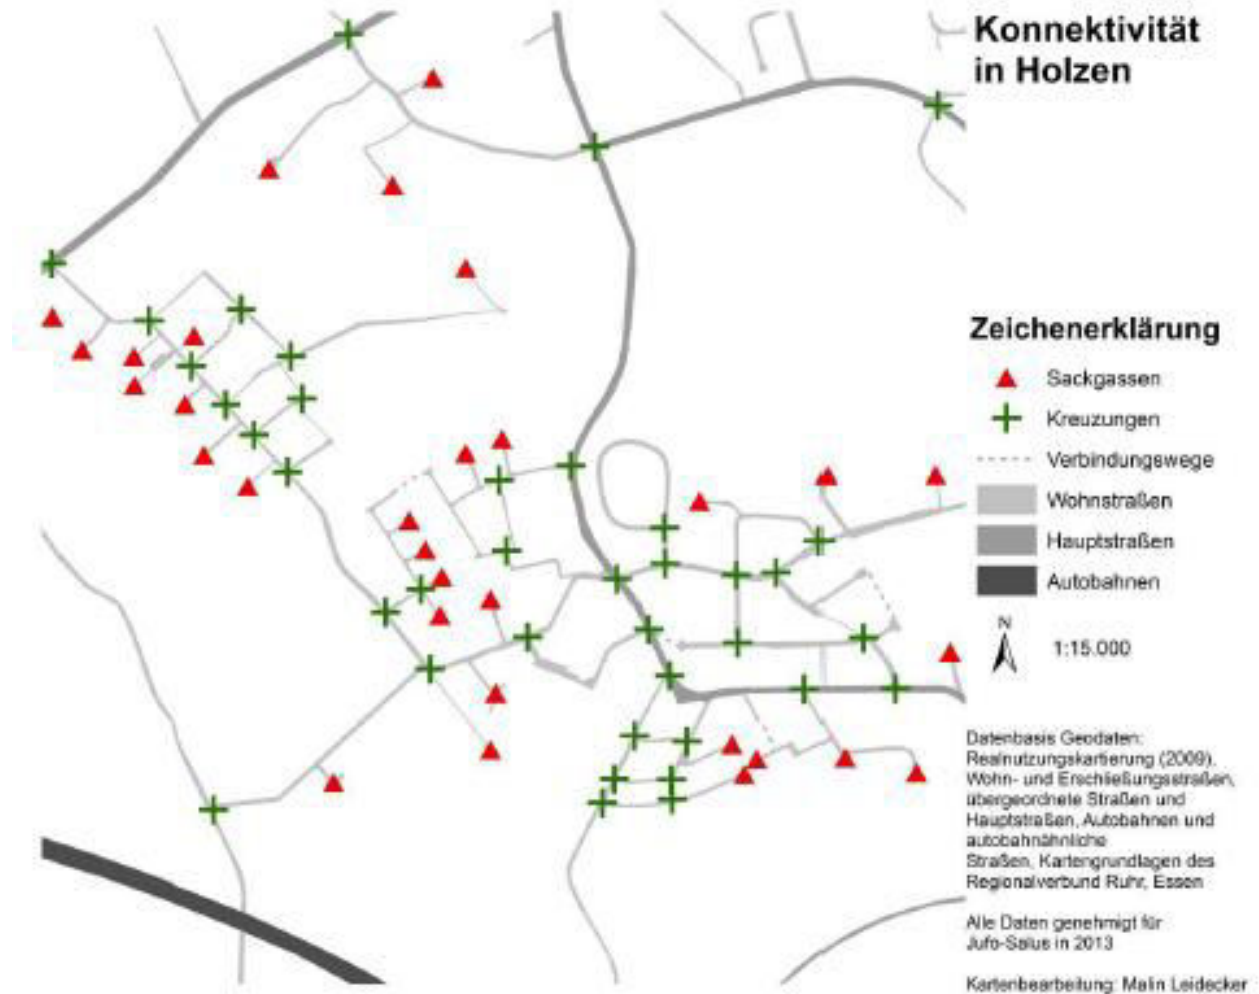 Konnektivität
in Holzen
Zeichenerklärung
Sackgassen
Kreuzungen
Verbindungswege
Wohnstraßen
Hauptstraßen
Autobahnen
N
1:15.000
Datenbasis Geodaten:
Realnutzungskartierung (2009),
Wohn- und Erschließungsstraßen,
übergeordnete Straßen und
Hauptstraßen, Autobahnen und
autobahnähnliche
Straßen, Kartengrundlagen des
Regionalverbund Ruhr, Essen
Alle Daten genehmigt für
Jufo-Salus in 2013
Kartenbearbeitung: Malin Leidecker